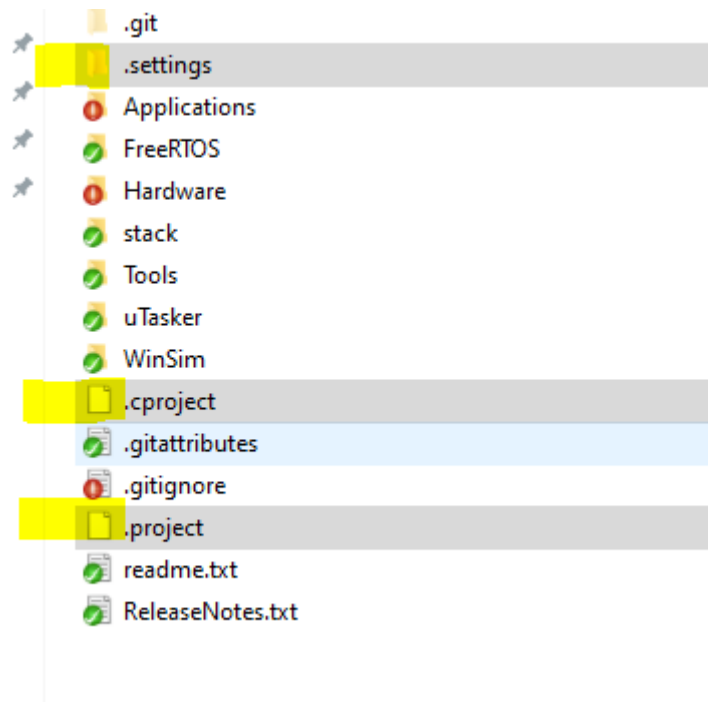 .git
.settings
Applications
FreeRTOS
Hardware
stack
Tools
uTasker
WinSim
.cproject
.gitattributes
.gitignore
.project
readme.txt
ReleaseNotes.txt